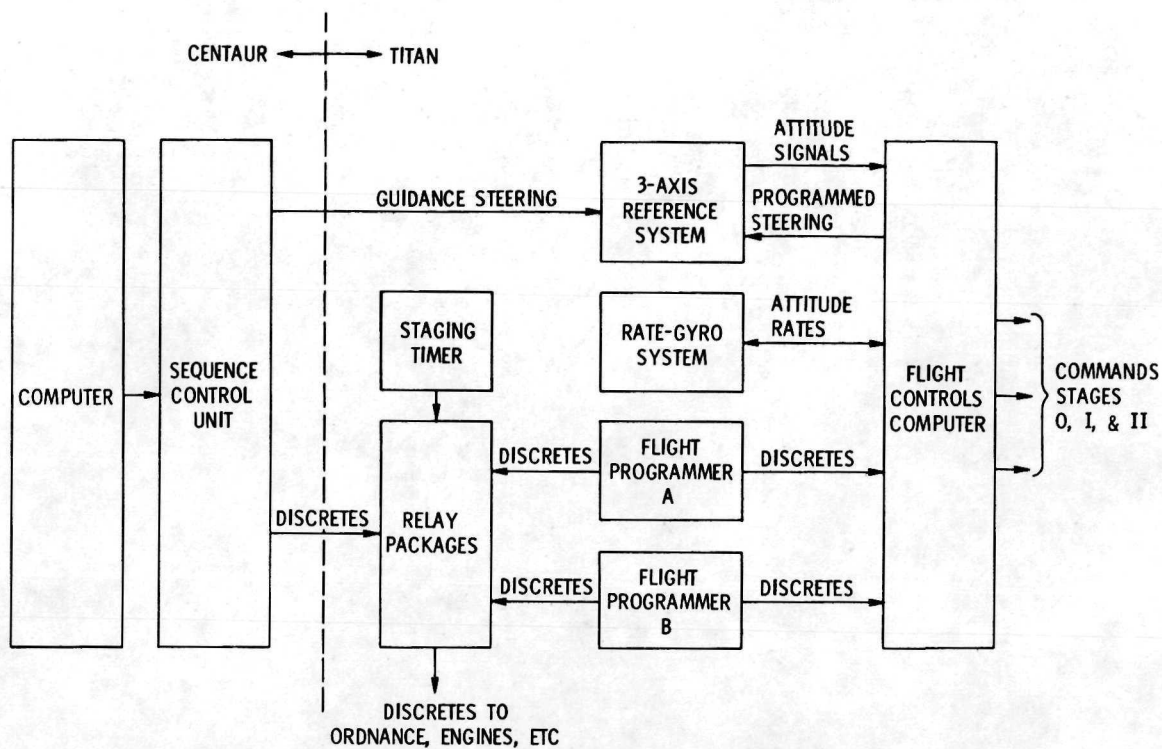 CENTAUR
TITAN
ATTITUDE
SIGNALS
3-AXIS
REFERENCE
SYSTEM
GUIDANCE STEERING
PROGRAMMED
STEERING
STAGING
TIMER
RATE-GYRO
SYSTEM
ATTITUDE
RATES
COMPUTER
SEQUENCE
CONTROL
UNIT
FLIGHT
CONTROLS
COMPUTER
COMMANDS
STAGES
O, I, & II
DISCRETES
FLIGHT
PROGRAMMER
A
DISCRETES
DISCRETES
RELAY
PACKAGES
DISCRETES
FLIGHT
PROGRAMMER
B
DISCRETES
DISCRETES TO
ORDNANCE, ENGINES, ETC